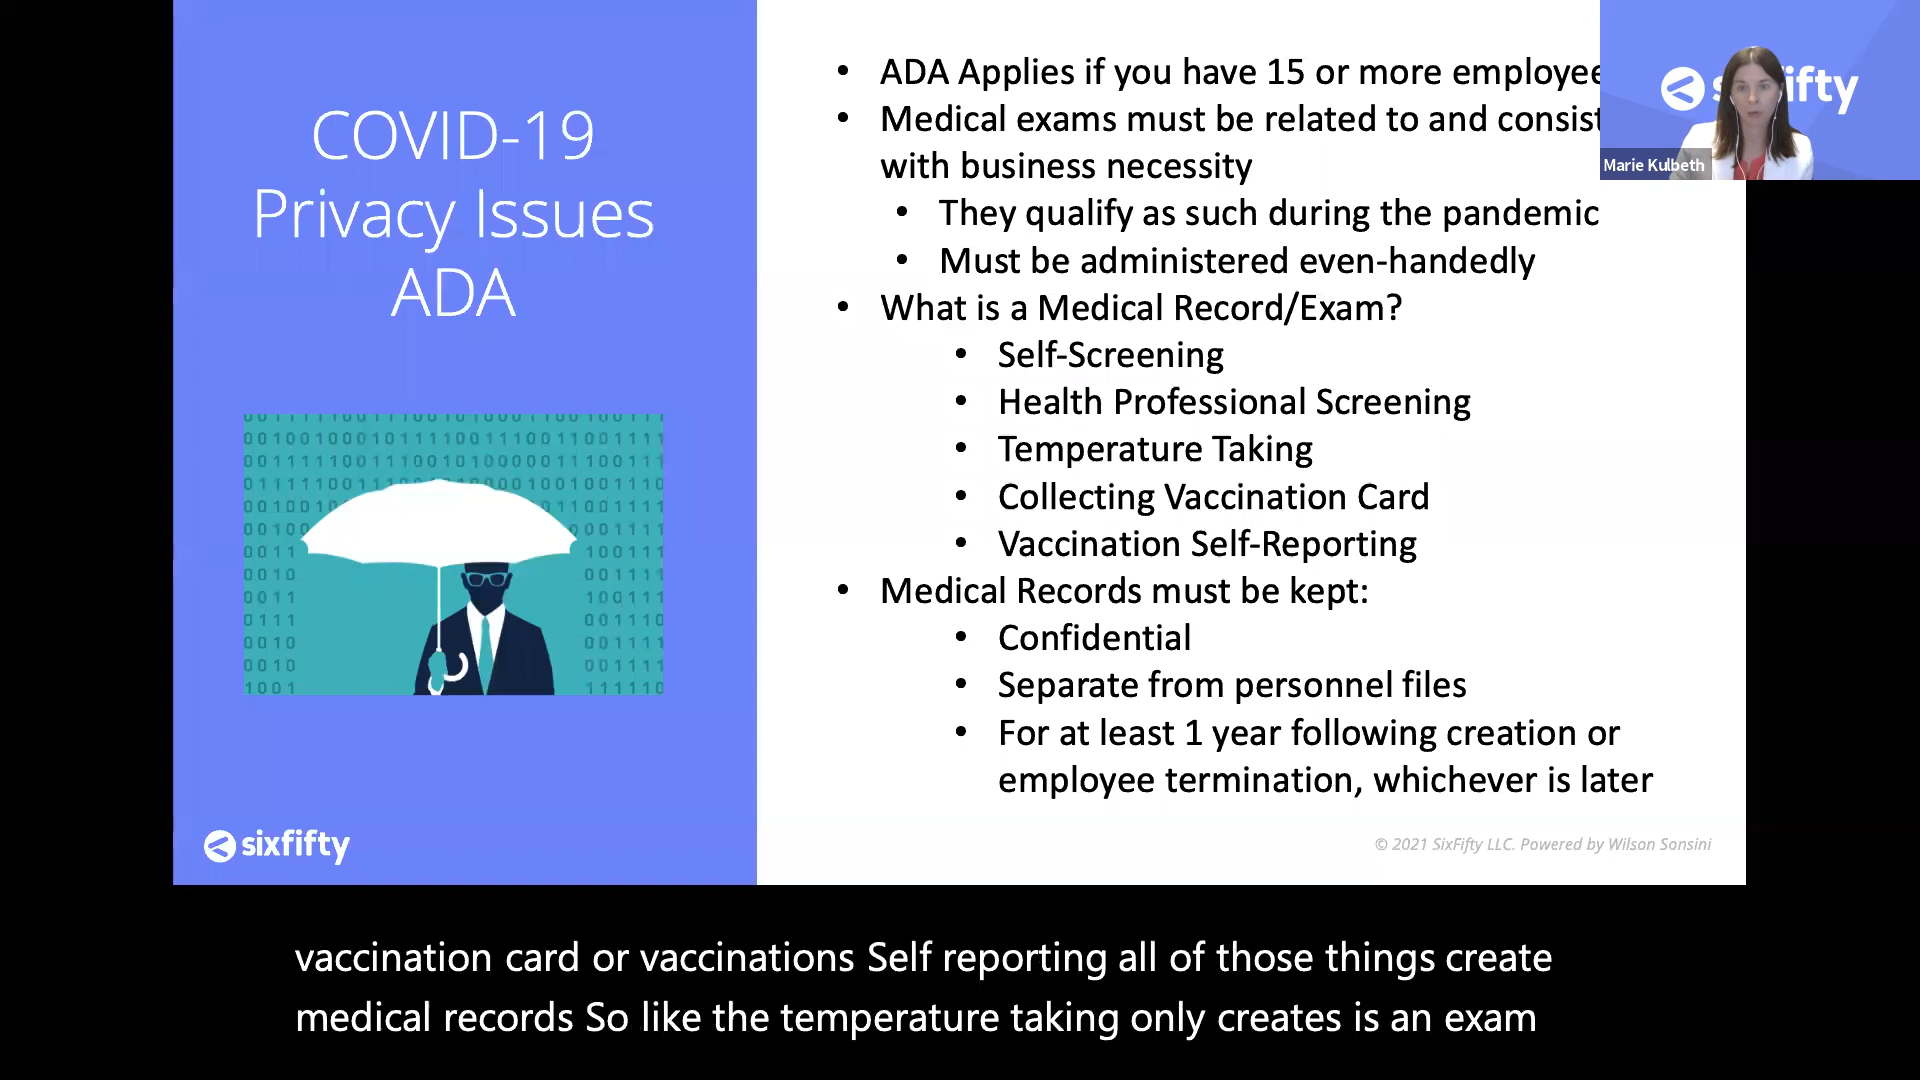 COVID-19
Privacy Issues
ADA
sixfifty
• ADA Applies if you have 15 or more employee
• Medical exams must be related to and consist
with business necessity
• They qualify as such during the pandemic
• Must be administered even-handedly
• What is a Medical Record/Exam?
• Self-Screening
• Health Professional Screening
• Temperature Taking
• Collecting Vaccination Card
• Vaccination Self-Reporting
• Medical Records must be kept:
• Confidential
• Separate from personnel files
• For at least 1 year following creation or
employee termination, whichever is later
© 2021 SixFifty LLC. Powered by Wilson Sonsini
Marie Kulbeth
vaccination card or vaccinations Self reporting all of those things create
medical records So like the temperature taking only creates is an exam